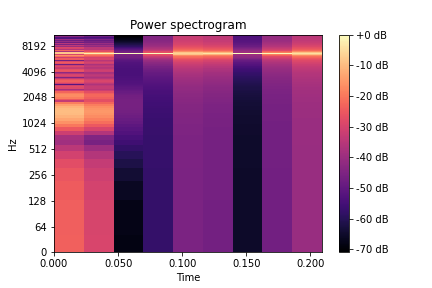 Power spectrogram
8192
4096
2048
1024
512
256
128
64
0
Hz
0.000 0.050 0.100 0.150 0.200
Time
+0 dB
-10 dB
-20 dB
-30 dB
-40 dB
-50 dB
-60 dB
-70 dB